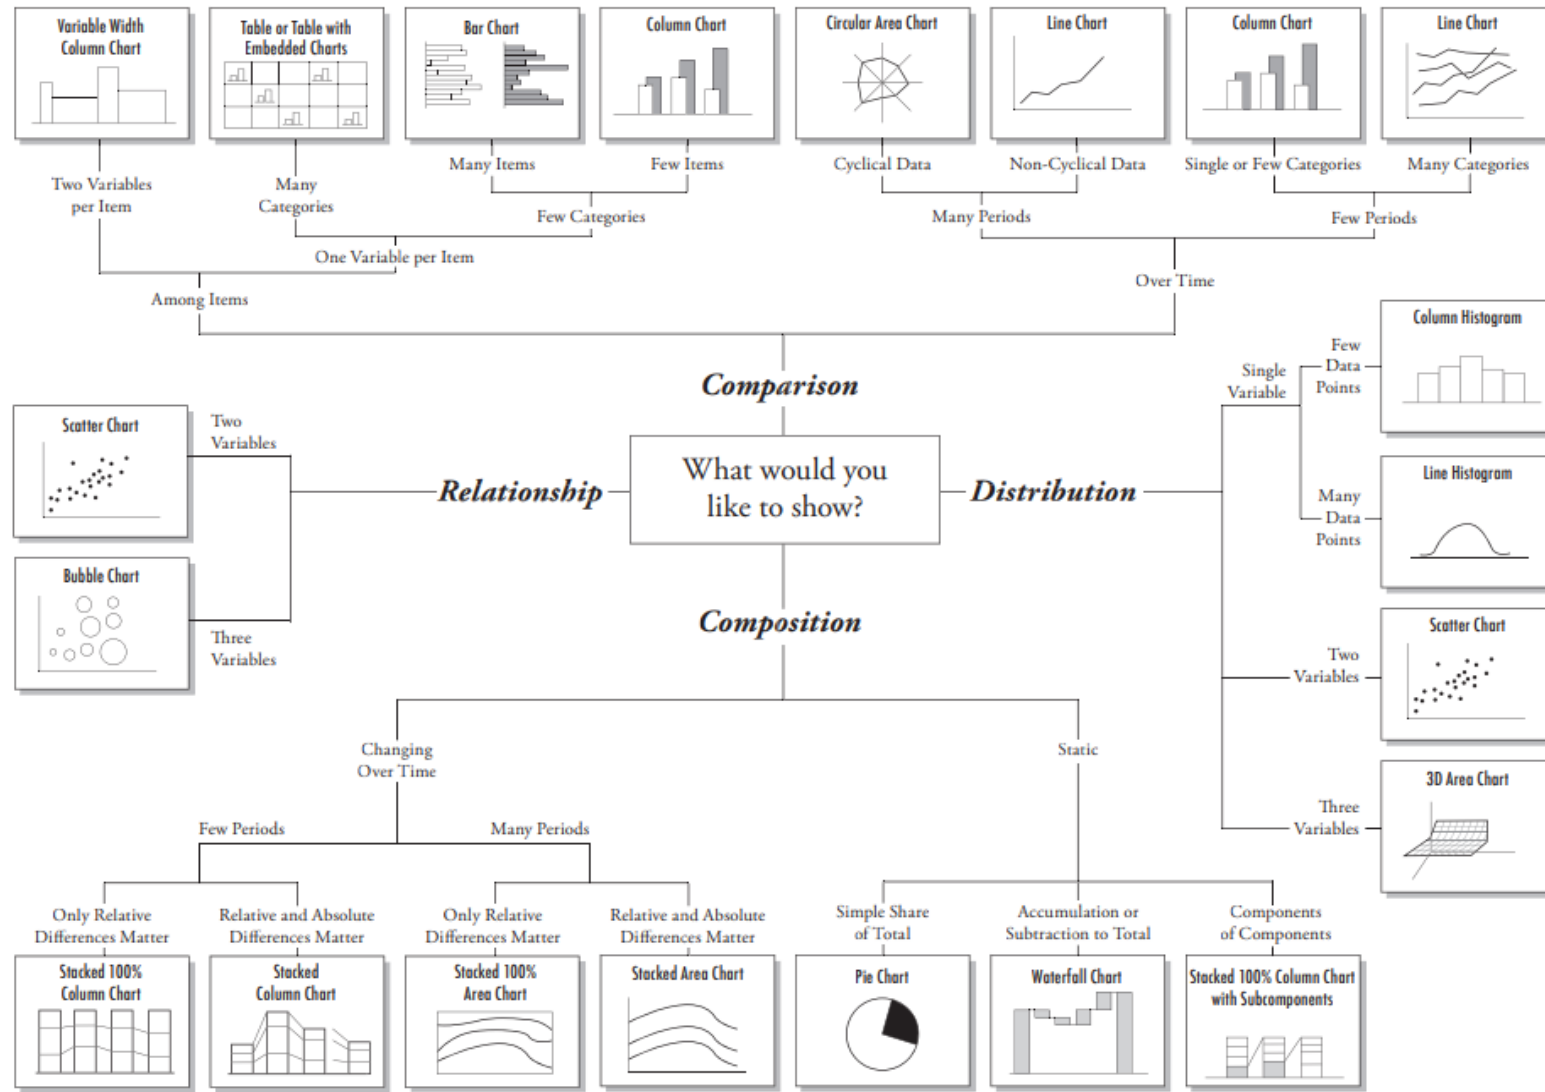 Variable Width
Column Chart
Table or Table with
Embedded Charts
Bar Chart
Column Chart
Circular Area Chart
Line Chart
Column Chart
Line Chart
Two Variables
per Item
Many
Categories
Many Items
Few Items
Cyclical Data
Non-Cyclical Data
Single or Few Categories
Many Categories
Few Categories
Many Periods
Few Periods
One Variable per Item
Among Items
Over Time
Comparison
What would you
like to show?
Relationship
Two
Variables
Scatter Chart
Three
Variables
Bubble Chart
Distribution
Single
Variable
Few
Data
Points
Column Histogram
Many
Data
Points
Line Histogram
Two
Variables
Scatter Chart
Three
Variables
3D Area Chart
Composition
Changing
Over Time
Static
Few Periods
Many Periods
Only Relative
Differences Matter
Relative and Absolute
Differences Matter
Only Relative
Differences Matter
Relative and Absolute
Differences Matter
Simple Share
of Total
Accumulation or
Subtraction to Total
Components
of Components
Stacked 100%
Column Chart
Stacked
Column Chart
Stacked 100%
Area Chart
Stacked Area Chart
Pie Chart
Waterfall Chart
Stacked 100% Column Chart
with Subcomponents